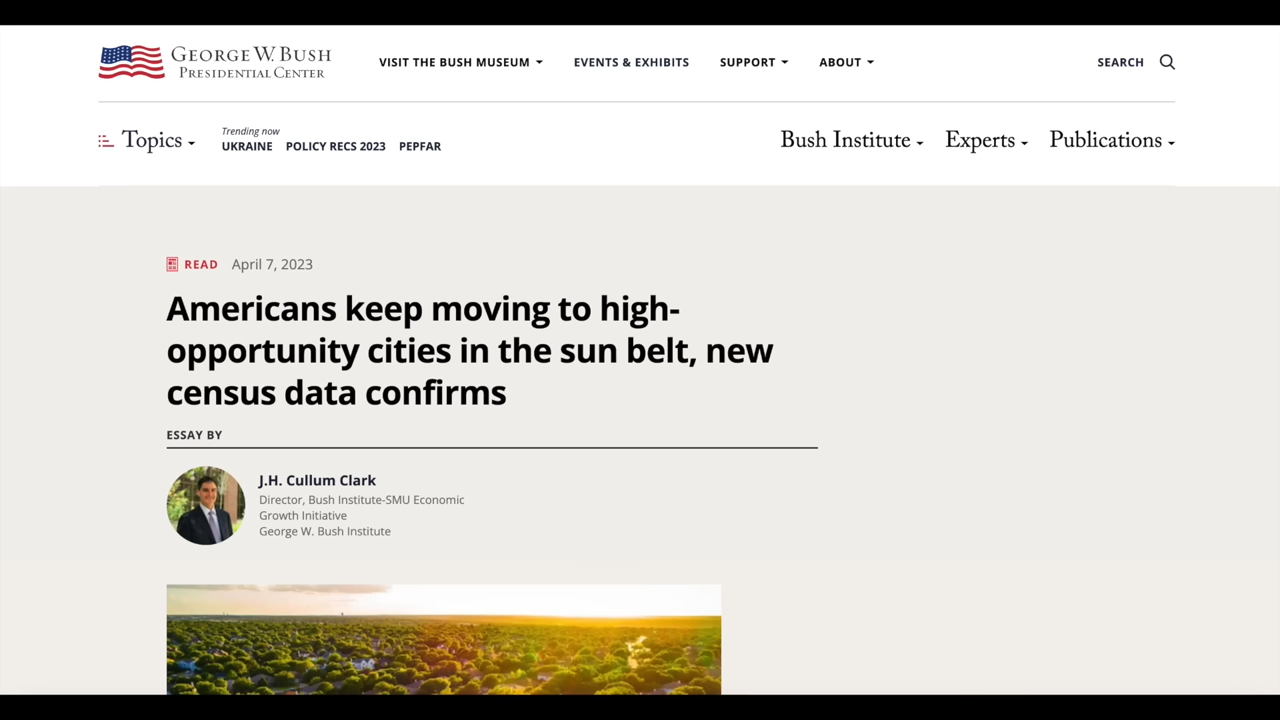 GEORGE W. BUSH
PRESIDENTIAL CENTER
VISIT THE BUSH MUSEUM
EVENTS & EXHIBITS
SUPPORT
ABOUT
SEARCH
Topics
Trending now
UKRAINE POLICY RECS 2023 PEPFAR
Bush Institute
Experts
Publications
READ April 7, 2023
Americans keep moving to high-
opportunity cities in the sun belt, new
census data confirms
ESSAY BY
J.H. Cullum Clark
Director, Bush Institute-SMU Economic
Growth Initiative
George W. Bush Institute